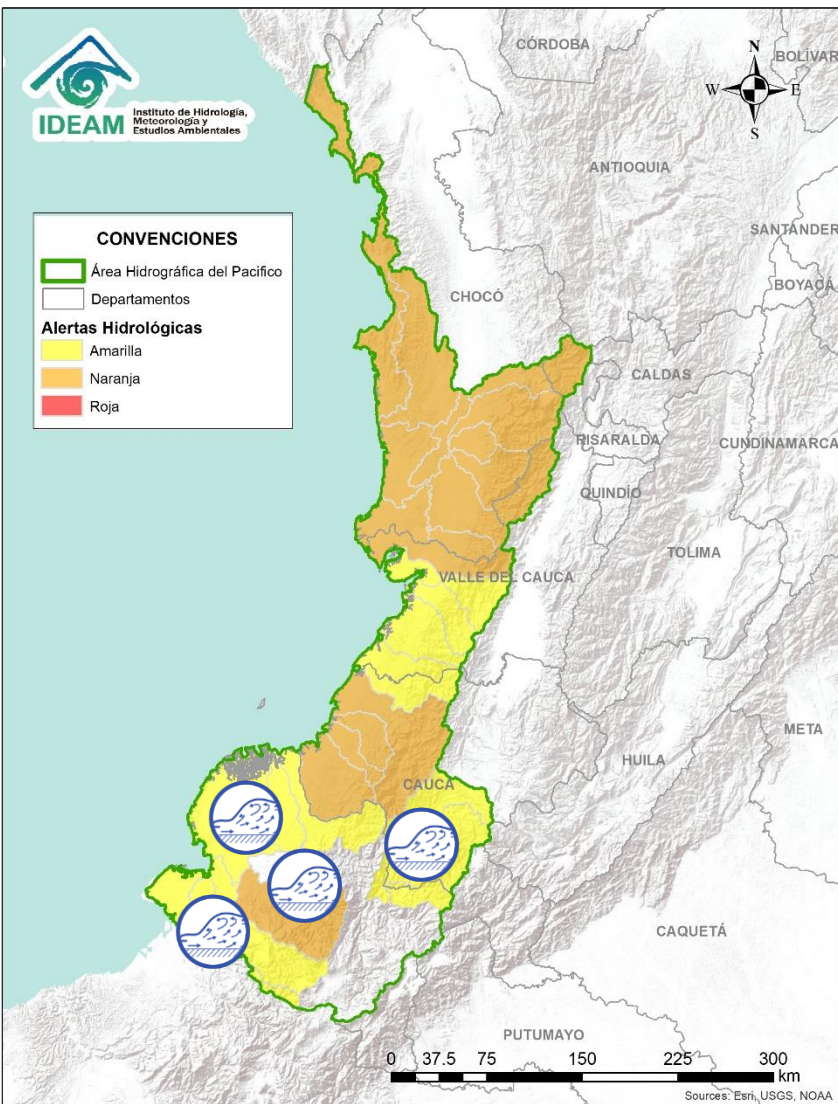 IDEAM
Instituto de Hidrología,
Meteorología y
Estudios Ambientales
CÓRDOBA
BOLÍVAR
N
W
E
S
ANTIOQUIA
SANTANDER
BOYACÁ
CONVENCIONES
Área Hidrográfica del Pacifico
Departamentos
Alertas Hidrológicas
Amarilla
Naranja
Roja
CHOCÓ
CALDAS
RISARALDA
CUNDINAMARCA
QUINDÍO
TOLIMA
VALLE DEL CAUCA
META
HUILA
CAUCA
CAQUETÁ
PUTUMAYO
0 37.5 75 150 225 300
km
Sources: Esri, USGS, NOAA